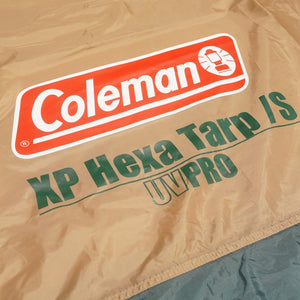 Coleman
®
XP Hexa Tarp /S
UVPRO